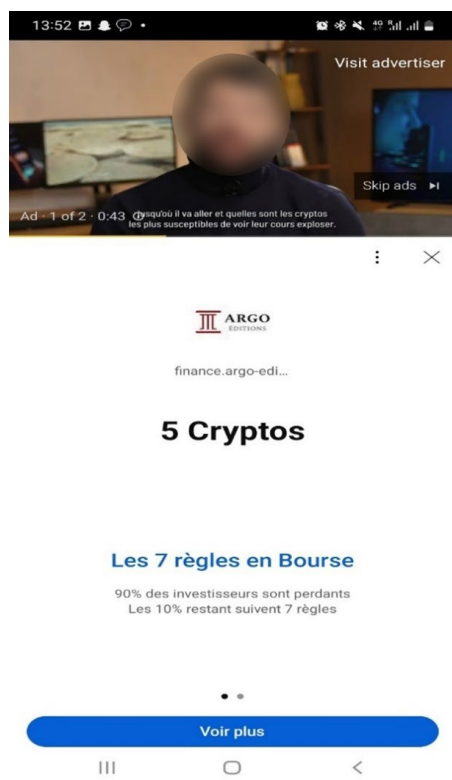 13:52
4G R
Visit advertiser
Skip ads
Ad · 1 of 2 · 0:43
Jusqu'où il va aller et quelles sont les cryptos
les plus susceptibles de voir leur cours exploser.
ARGO
ÉDITIONS
finance.argo-edi...
5 Cryptos
Les 7 règles en Bourse
90% des investisseurs sont perdants
Les 10% restant suivent 7 règles
Voir plus